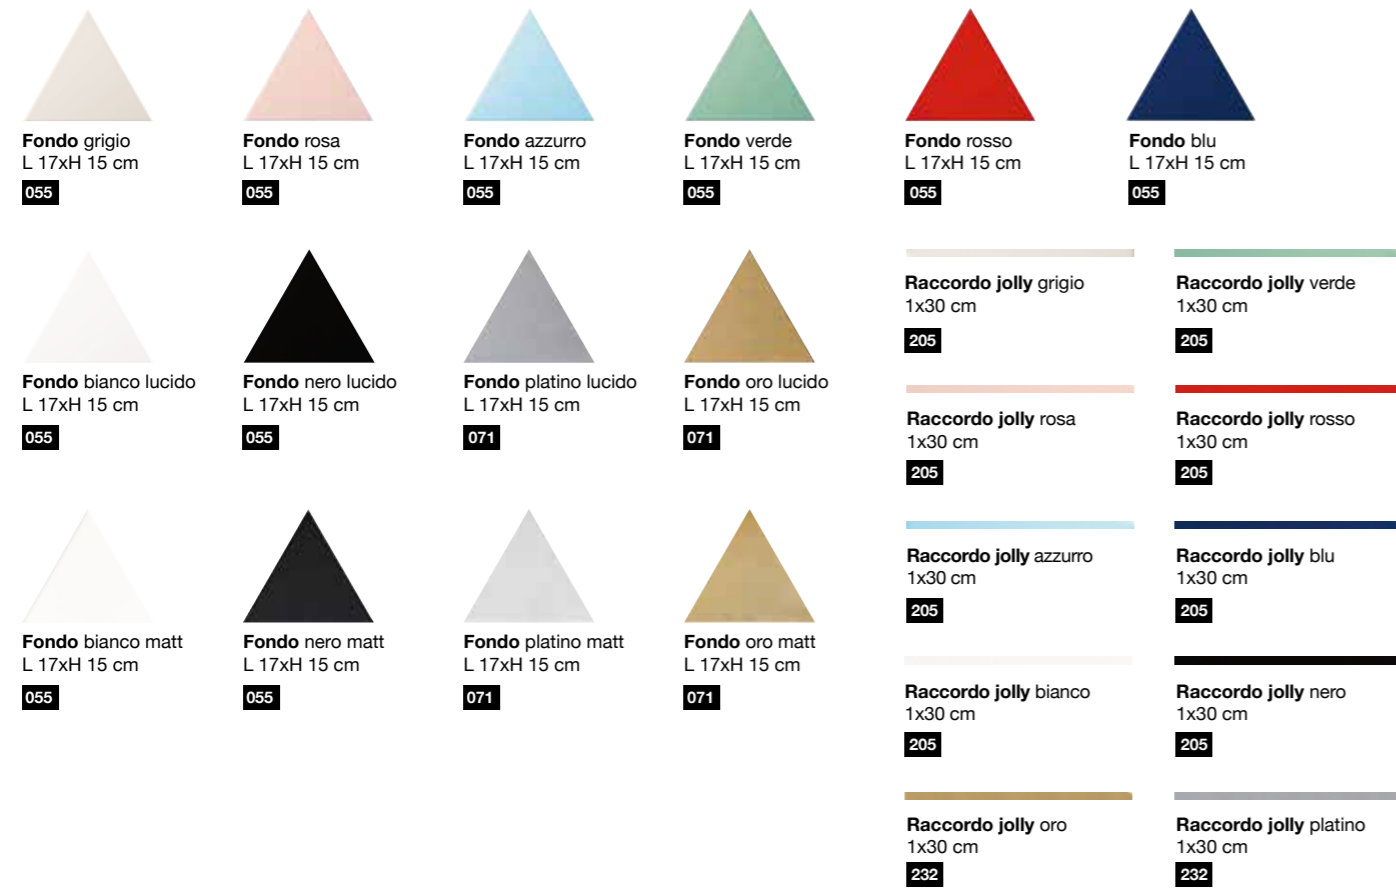 Fondo grigio
L 17xH 15 cm
055
Fondo rosa
L 17xH 15 cm
055
Fondo azzurro
L 17xH 15 cm
055
Fondo verde
L 17xH 15 cm
055
Fondo rosso
L 17xH 15 cm
055
Fondo blu
L 17xH 15 cm
055
Fondo bianco lucido
L 17xH 15 cm
055
Fondo nero lucido
L 17xH 15 cm
055
Fondo platino lucido
L 17xH 15 cm
071
Fondo oro lucido
L 17xH 15 cm
071
Fondo bianco matt
L 17xH 15 cm
055
Fondo nero matt
L 17xH 15 cm
055
Fondo platino matt
L 17xH 15 cm
071
Fondo oro matt
L 17xH 15 cm
071
Raccordo jolly grigio
1x30 cm
205
Raccordo jolly verde
1x30 cm
205
Raccordo jolly rosa
1x30 cm
205
Raccordo jolly rosso
1x30 cm
205
Raccordo jolly azzurro
1x30 cm
205
Raccordo jolly blu
1x30 cm
205
Raccordo jolly bianco
1x30 cm
205
Raccordo jolly nero
1x30 cm
205
Raccordo jolly oro
1x30 cm
232
Raccordo jolly platino
1x30 cm
232